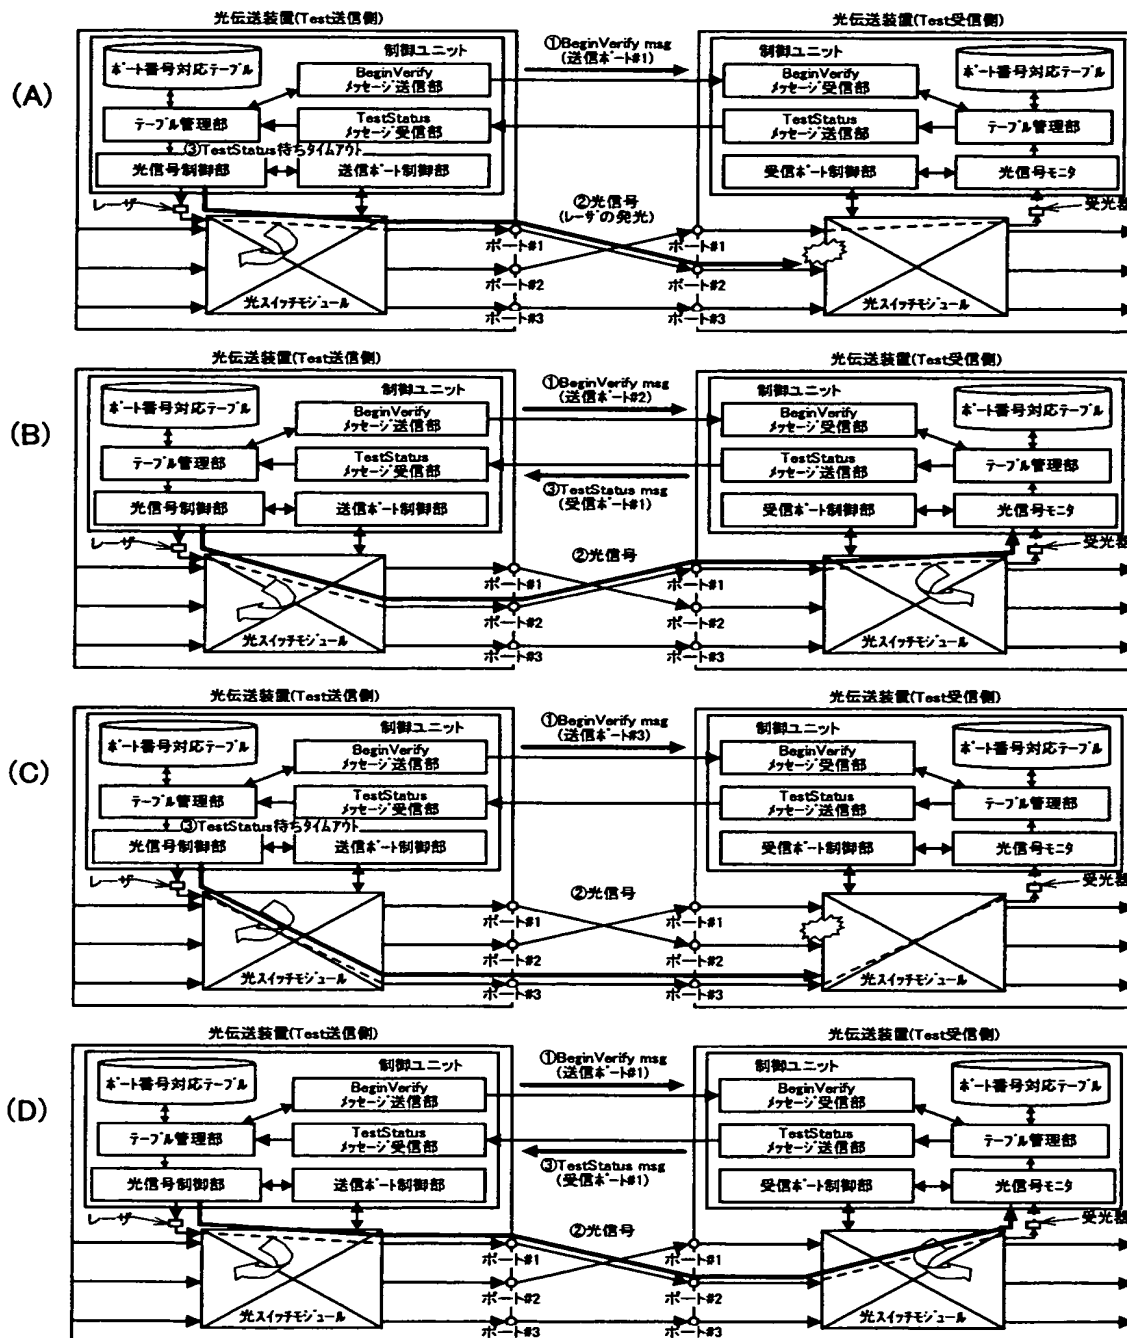 光伝送装置(Test送信側)
光伝送装置(Test受信側)
(A)
ポート番号対応テーブル
制御ユニット
BeginVerify
メッセージ送信部
テーブル管理部
TestStatus
メッセージ受信部
③TestStatus待ちタイムアウト
光信号制御部
送信ポート制御部
レーザ
光スイッチモジュール
①BeginVerify msg
(送信ポート#1)
②光信号
(レーザの発光)
ポート#1
ポート#2
ポート#3
ポート#1
ポート#2
ポート#3
制御ユニット
BeginVerify
メッセージ受信部
ポート番号対応テーブル
TestStatus
メッセージ送信部
テーブル管理部
受信ポート制御部
光信号モニタ
受光器
光スイッチモジュール
光伝送装置(Test送信側)
光伝送装置(Test受信側)
(B)
ポート番号対応テーブル
制御ユニット
BeginVerify
メッセージ送信部
テーブル管理部
TestStatus
メッセージ受信部
光信号制御部
送信ポート制御部
レーザ
光スイッチモジュール
①BeginVerify msg
(送信ポート#2)
③TestStatus msg
(受信ポート#1)
②光信号
ポート#1
ポート#2
ポート#3
ポート#1
ポート#2
ポート#3
制御ユニット
BeginVerify
メッセージ受信部
ポート番号対応テーブル
TestStatus
メッセージ送信部
テーブル管理部
受信ポート制御部
光信号モニタ
受光器
光スイッチモジュール
光伝送装置(Test送信側)
光伝送装置(Test受信側)
(C)
ポート番号対応テーブル
制御ユニット
BeginVerify
メッセージ送信部
テーブル管理部
TestStatus
メッセージ受信部
③TestStatus待ちタイムアウト
光信号制御部
送信ポート制御部
レーザ
光スイッチモジュール
①BeginVerify msg
(送信ポート#3)
②光信号
ポート#1
ポート#2
ポート#3
ポート#1
ポート#2
ポート#3
制御ユニット
BeginVerify
メッセージ受信部
ポート番号対応テーブル
TestStatus
メッセージ送信部
テーブル管理部
受信ポート制御部
光信号モニタ
受光器
光スイッチモジュール
光伝送装置(Test送信側)
光伝送装置(Test受信側)
(D)
ポート番号対応テーブル
制御ユニット
BeginVerify
メッセージ送信部
テーブル管理部
TestStatus
メッセージ受信部
光信号制御部
送信ポート制御部
レーザ
光スイッチモジュール
①BeginVerify msg
(送信ポート#1)
③TestStatus msg
(受信ポート#1)
②光信号
ポート#1
ポート#2
ポート#3
ポート#1
ポート#2
ポート#3
制御ユニット
BeginVerify
メッセージ受信部
ポート番号対応テーブル
TestStatus
メッセージ送信部
テーブル管理部
受信ポート制御部
光信号モニタ
受光器
光スイッチモジュール